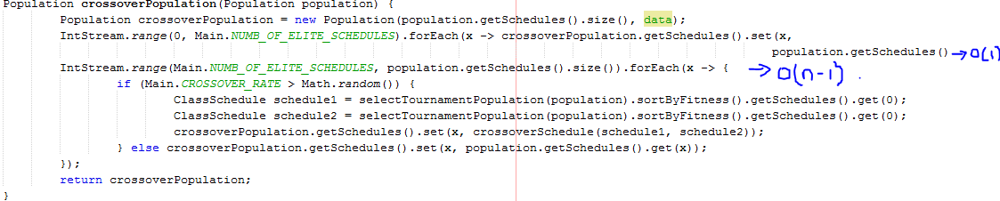 Population crossoverPopulation(Population population) {
Population crossoverPopulation = new Population(population.getSchedules().size(), data);
IntStream.range(0, Main.NUMB_OF_ELITE_SCHEDULES).forEach(x -> crossoverPopulation.getSchedules().set(x,
population.getSchedules() → O(1)
IntStream.range(Main.NUMB_OF_ELITE_SCHEDULES, population.getSchedules().size()).forEach(x -> { → O(n-1) .
if (Main.CROSSOVER_RATE > Math.random()) {
ClassSchedule schedule1 = selectTournamentPopulation(population).sortByFitness().getSchedules().get(0);
ClassSchedule schedule2 = selectTournamentPopulation(population).sortByFitness().getSchedules().get(0);
crossoverPopulation.getSchedules().set(x, crossoverSchedule(schedule1, schedule2));
} else crossoverPopulation.getSchedules().set(x, population.getSchedules().get(x));
});
return crossoverPopulation;
}